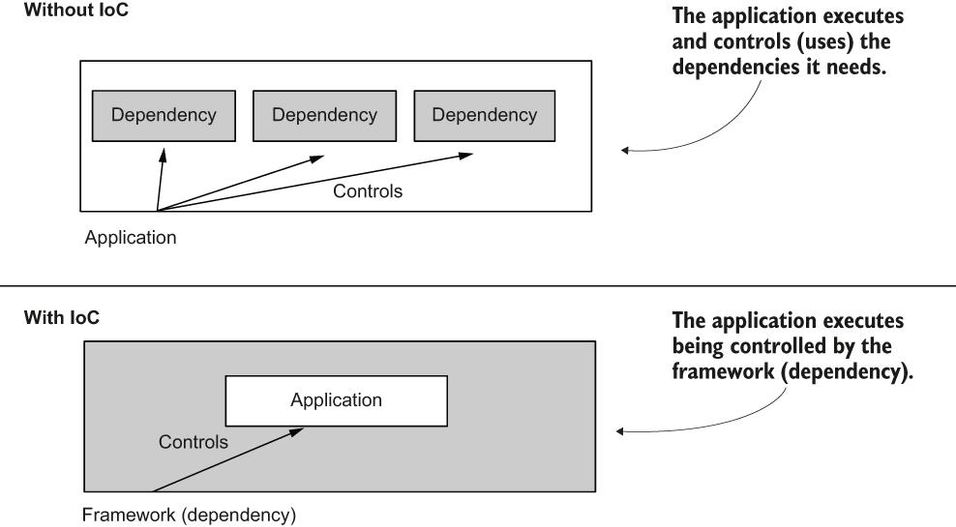 Without IoC
The application executes
and controls (uses) the
dependencies it needs.
Dependency
Dependency
Dependency
Controls
Application
With IoC
The application executes
being controlled by the
framework (dependency).
Application
Controls
Framework (dependency)